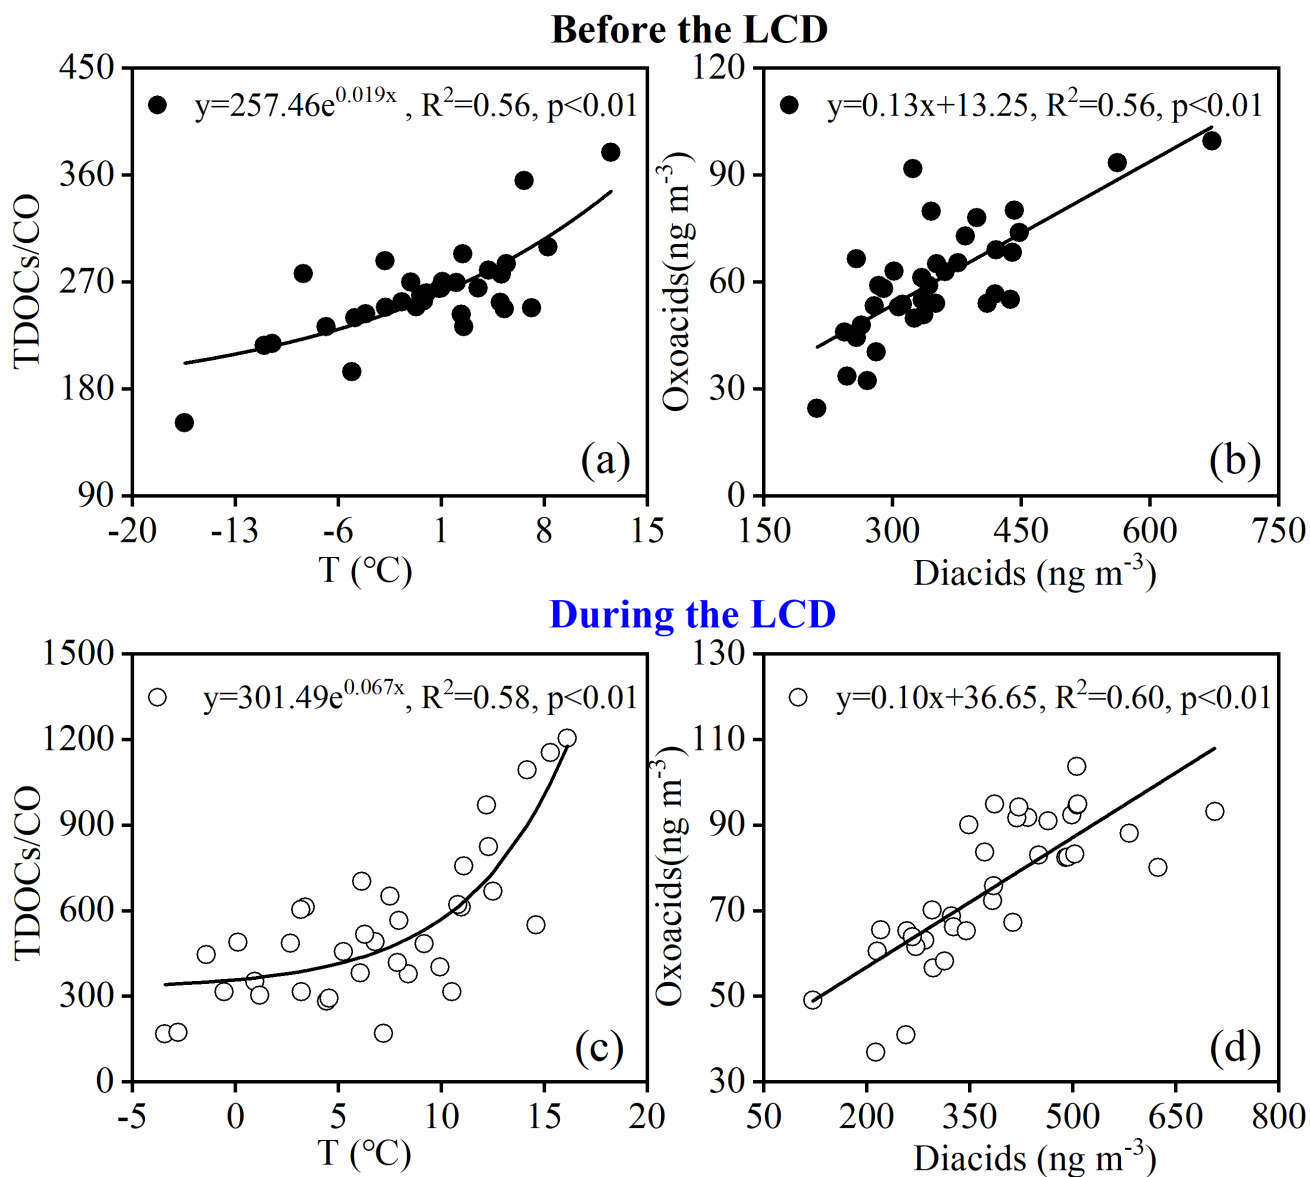 Before the LCD
450
360
270
180
90
TDOCs/CO
y=257.46e^0.019x , R²=0.56, p<0.01
(a)
-20 -13 -6 1 8 15
T (°C)
120
90
60
30
0
Oxoacids(ng m⁻³)
y=0.13x+13.25, R²=0.56, p<0.01
(b)
150 300 450 600 750
Diacids (ng m⁻³)
During the LCD
1500
1200
900
600
300
0
TDOCs/CO
y=301.49e^0.067x, R²=0.58, p<0.01
(c)
-5 0 5 10 15 20
T (°C)
130
110
90
70
50
30
Oxoacids(ng m⁻³)
y=0.10x+36.65, R²=0.60, p<0.01
(d)
50 200 350 500 650 800
Diacids (ng m⁻³)